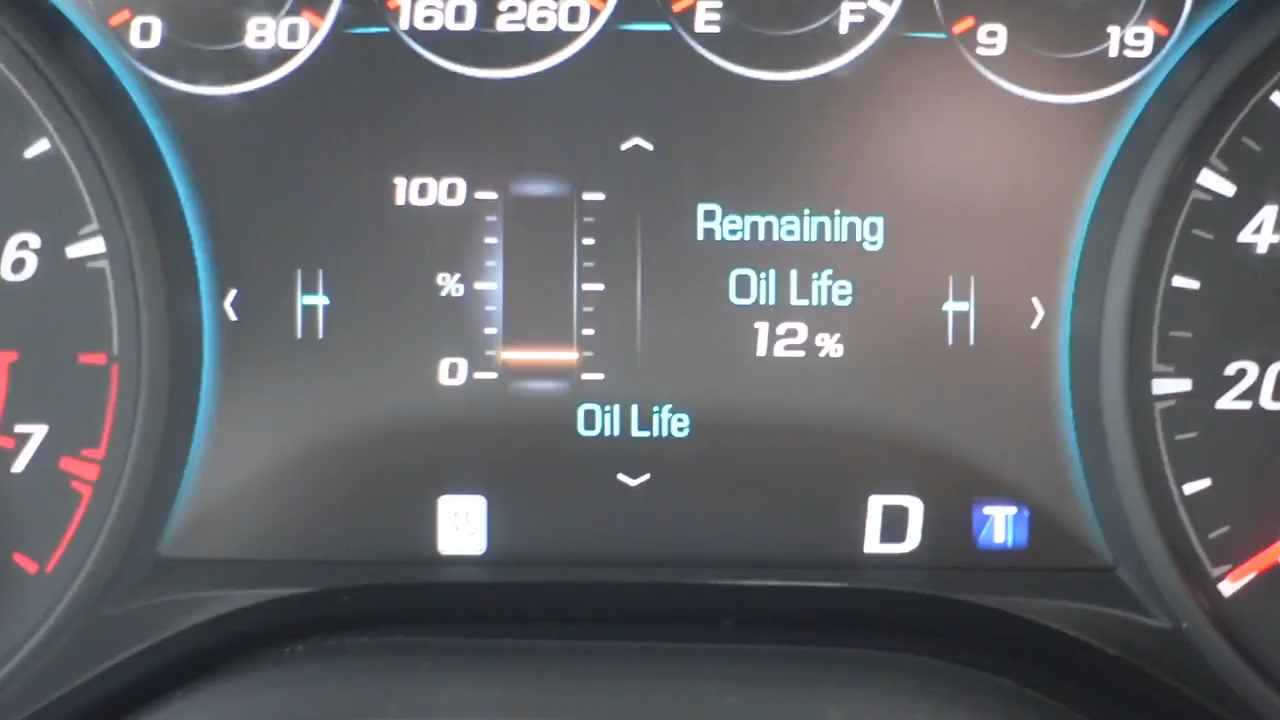 0 80
160 260
E F
9 19
100
%
0
Remaining
Oil Life
12 %
Oil Life
6
7
4
20
D
T